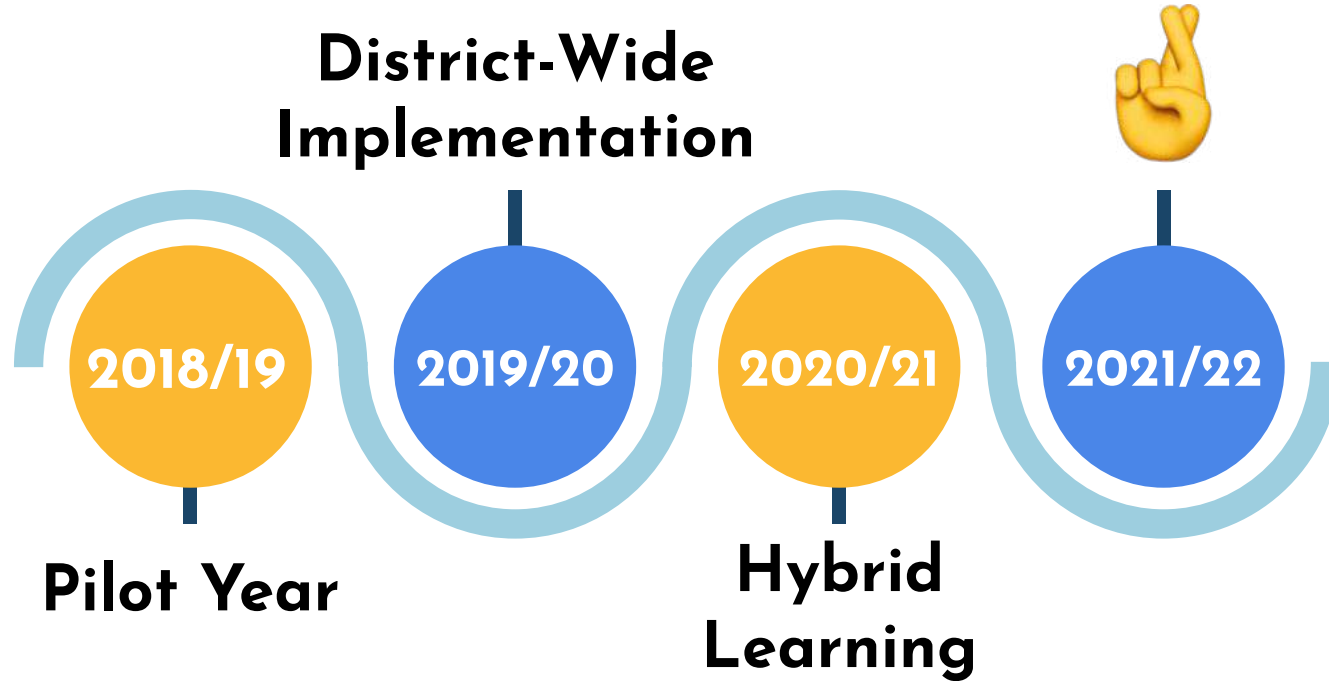 District-Wide
Implementation
2018/19
2019/20
2020/21
2021/22
Pilot Year
Hybrid
Learning